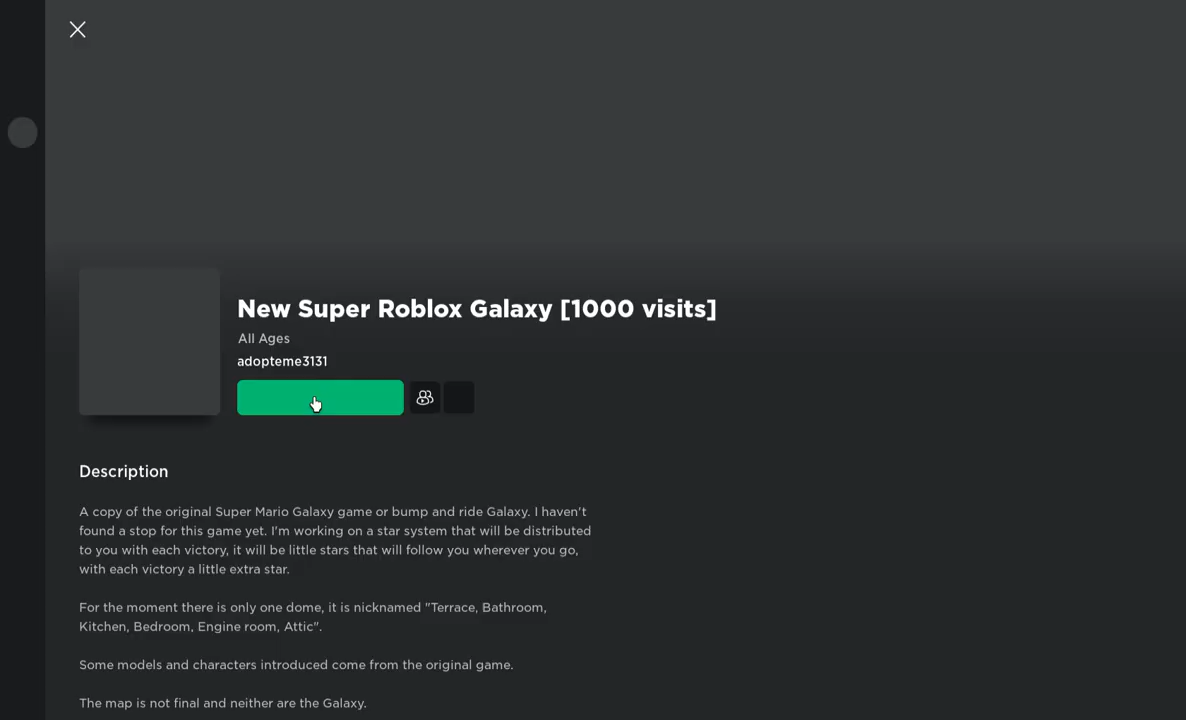 New Super Roblox Galaxy [1000 visits]
All Ages
adopteme3131
Description
A copy of the original Super Mario Galaxy game or bump and ride Galaxy. I haven't
found a stop for this game yet. I'm working on a star system that will be distributed
to you with each victory, it will be little stars that will follow you wherever you go,
with each victory a little extra star.
For the moment there is only one dome, it is nicknamed "Terrace, Bathroom,
Kitchen, Bedroom, Engine room, Attic".
Some models and characters introduced come from the original game.
The map is not final and neither are the Galaxy.